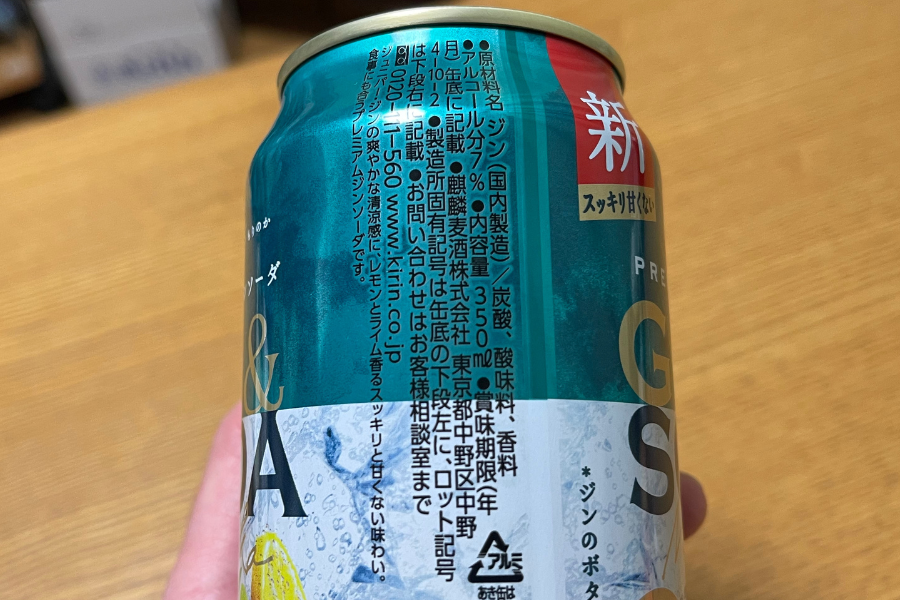 ●原材料名 ジン(国内製造)／炭酸、酸味料、香料
●アルコール分7% ●内容量 350ml ●賞味期限(年
月) 缶底に記載 ●麒麟麦酒株式会社 東京都中野区中野
4-10-2 ●製造所固有記号は缶底の下段左に、ロット記号
は下段右に記載 ●お問い合わせはお客様相談室まで
0120-111-560 www.kirin.co.jp
ジュニパージンの爽やかな清涼感に、レモンとライム香るスッキリと甘くない味わい。
食事にも合うプレミアムジンソーダです。
アルミ
新
スッキリ甘くない
PRE
G
S
*ジンのボタ
りのか
ソーダ
&
DA